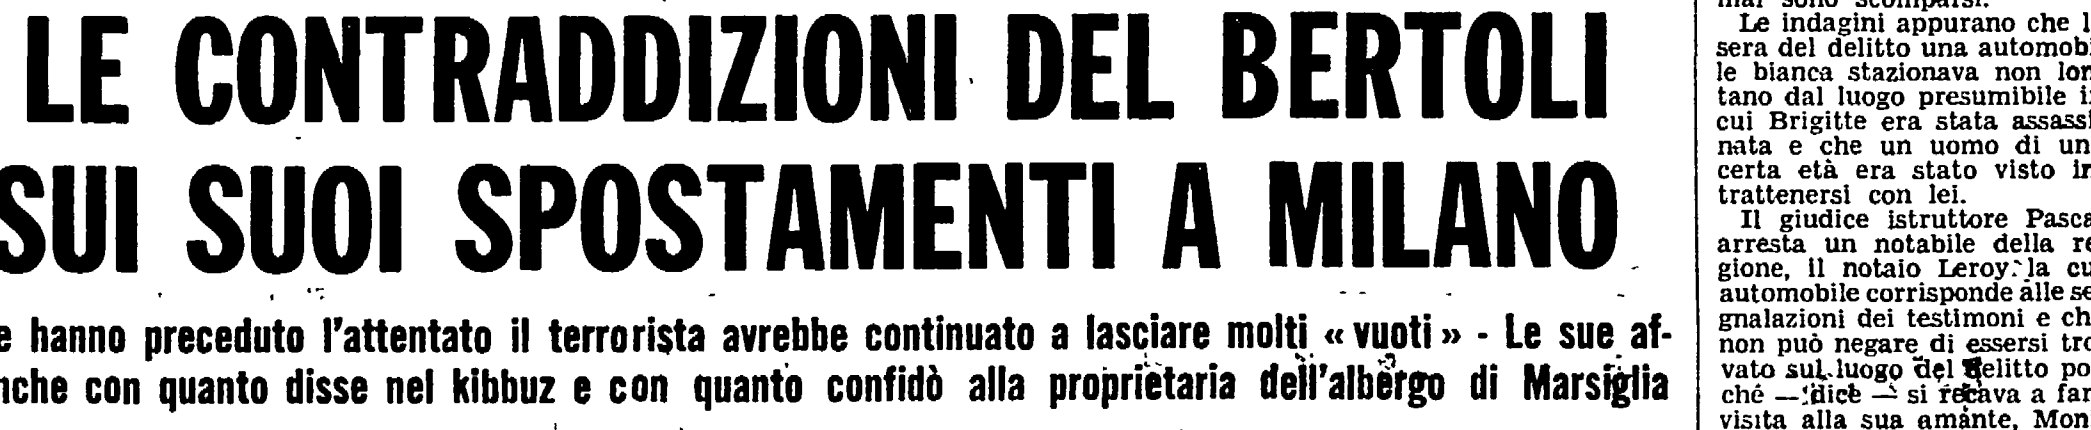 LE CONTRADDIZIONI DEL BERTOLI
SUI SUOI SPOSTAMENTI A MILANO
e hanno preceduto l'attentato il terrorista avrebbe continuato a lasciare molti « vuoti » - Le sue af-
nche con quanto disse nel kibbuz e con quanto confidò alla proprietaria dell'albergo di Marsiglia
mai sono scomparsi.
Le indagini appurano che l
sera del delitto una automobi
le bianca stazionava non lon
tano dal luogo presumibile i
cui Brigitte era stata assassi
nata e che un uomo di un
certa età era stato visto in
trattenersi con lei.
Il giudice istruttore Pasca
arresta un notabile della re
gione, il notaio Leroy la cu
automobile corrisponde alle se
gnalazioni dei testimoni e ch
non può negare di essersi tro
vato sul luogo del delitto po
ché — dice — si recava a far
visita alla sua amante, Mon